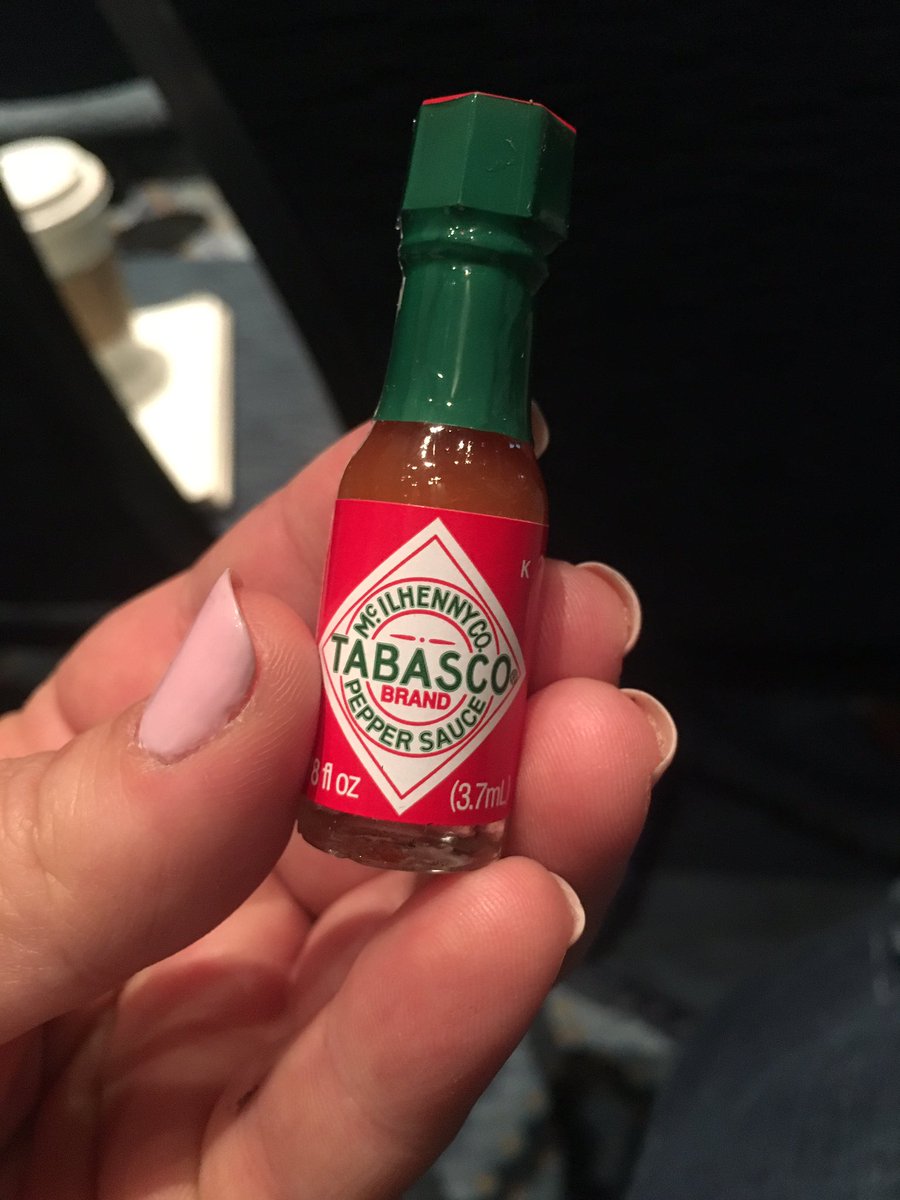 K
McILHENNY CO.
TABASCO®
BRAND
PEPPER SAUCE
8 fl oz (3.7mL)